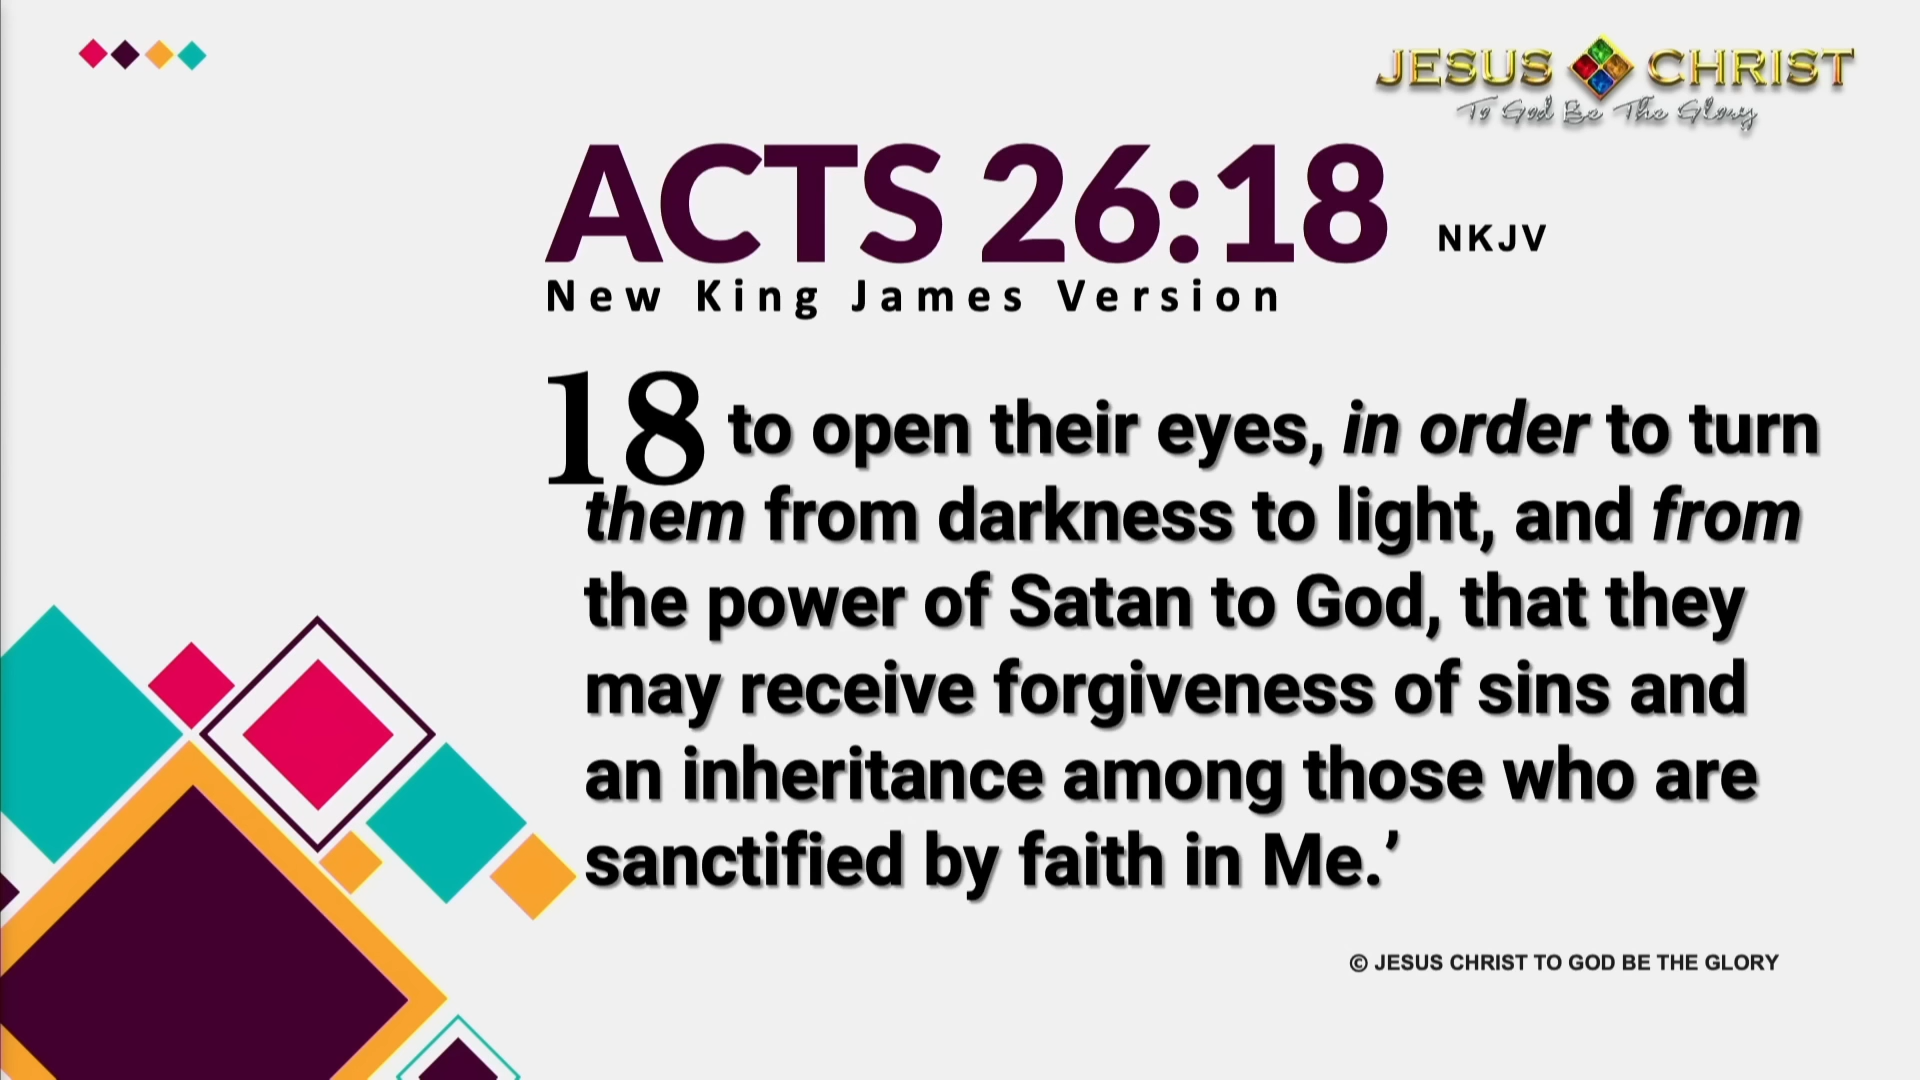 JESUS CHRIST
To God Be The Glory
ACTS 26:18 NKJV
New King James Version
18 to open their eyes, in order to turn
them from darkness to light, and from
the power of Satan to God, that they
may receive forgiveness of sins and
an inheritance among those who are
sanctified by faith in Me.’
© JESUS CHRIST TO GOD BE THE GLORY